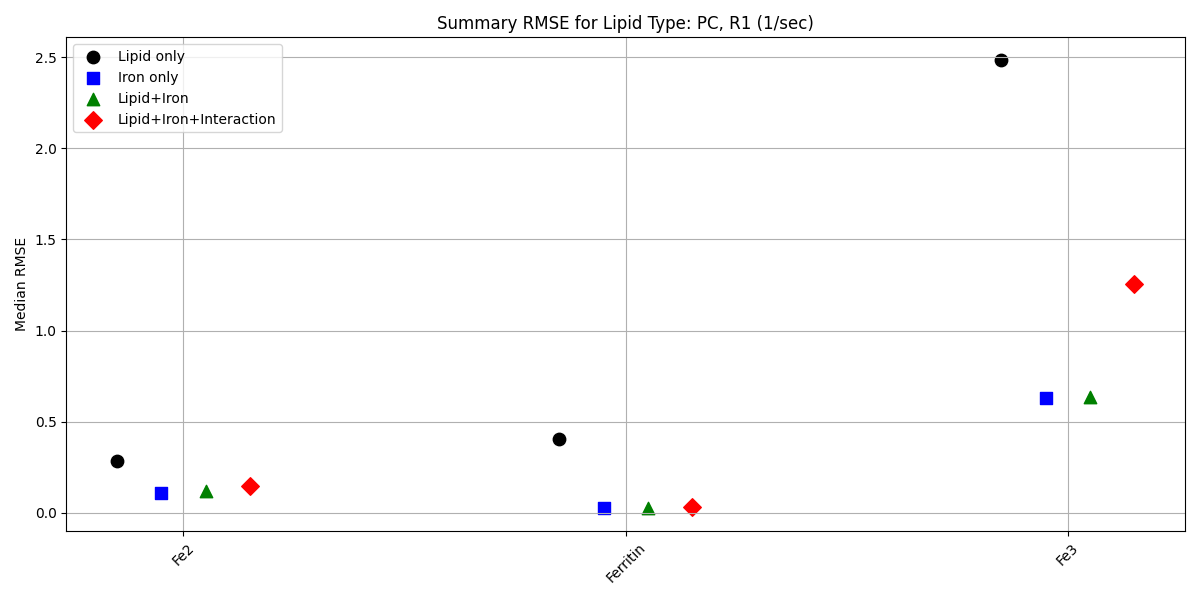 Summary RMSE for Lipid Type: PC, R1 (1/sec)
Lipid only
Iron only
Lipid+Iron
Lipid+Iron+Interaction
2.5
2.0
1.5
1.0
0.5
0.0
Median RMSE
Fe2
Ferritin
Fe3